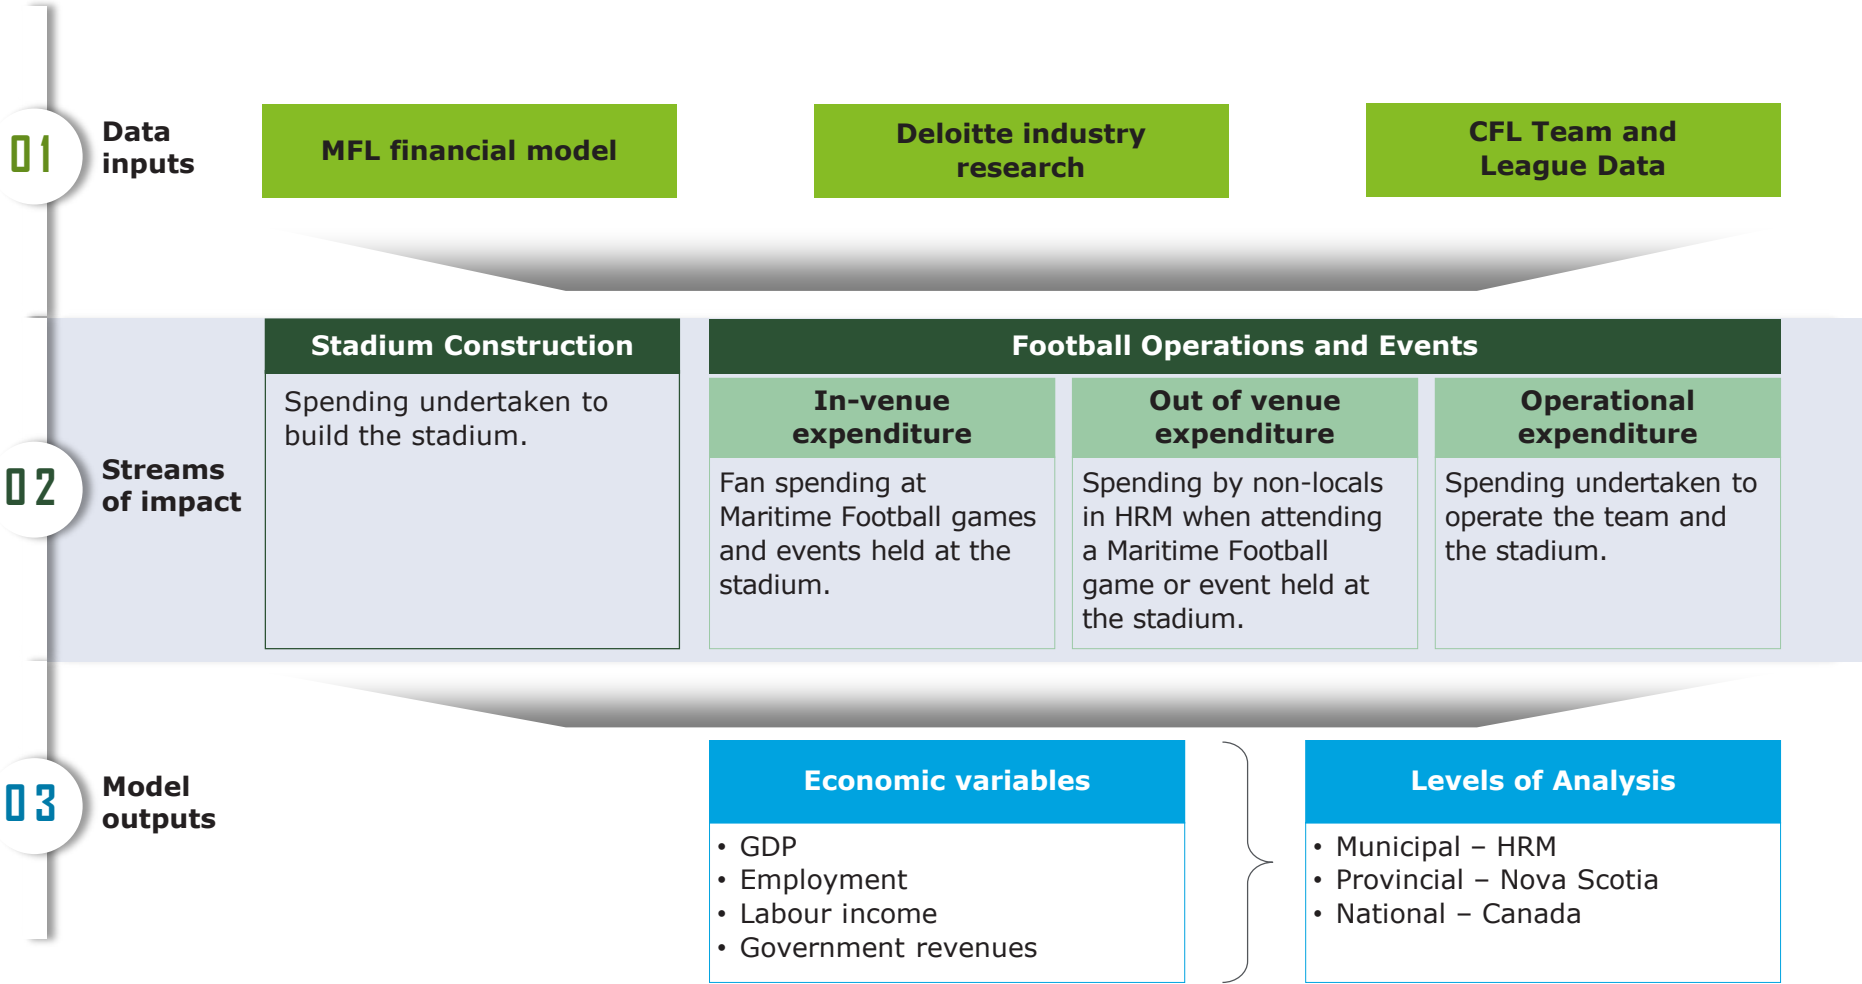 01
Data
inputs
MFL financial model
Deloitte industry
research
CFL Team and
League Data
02
Streams
of impact
Stadium Construction
Spending undertaken to
build the stadium.
Football Operations and Events
In-venue
expenditure
Fan spending at
Maritime Football games
and events held at the
stadium.
Out of venue
expenditure
Spending by non-locals
in HRM when attending
a Maritime Football
game or event held at
the stadium.
Operational
expenditure
Spending undertaken to
operate the team and
the stadium.
03
Model
outputs
Economic variables
• GDP
• Employment
• Labour income
• Government revenues
Levels of Analysis
• Municipal – HRM
• Provincial – Nova Scotia
• National – Canada